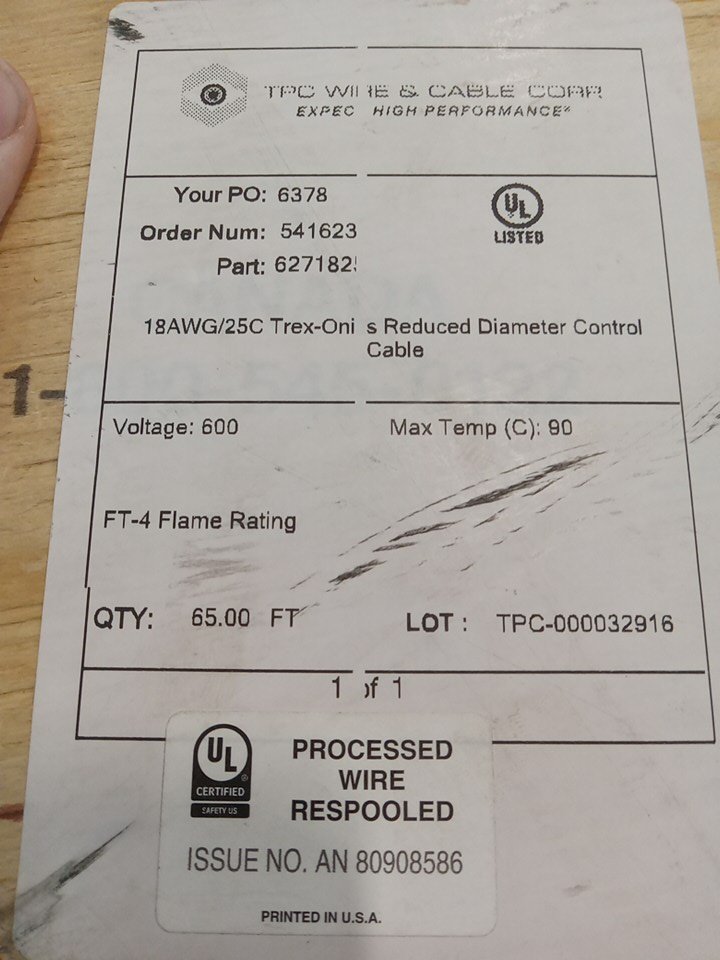 TPC WIRE & CABLE CORP.
EXPEC HIGH PERFORMANCE®
Your PO: 6378
Order Num: 541623
Part: 627182
UL
LISTED
18AWG/25C Trex-Oni s Reduced Diameter Control
Cable
Voltage: 600 Max Temp (C): 90
FT-4 Flame Rating
QTY: 65.00 FT LOT : TPC-000032916
1 of 1
UL
CERTIFIED
SAFETY US
PROCESSED
WIRE
RESPOOLED
ISSUE NO. AN 80908586
PRINTED IN U.S.A.